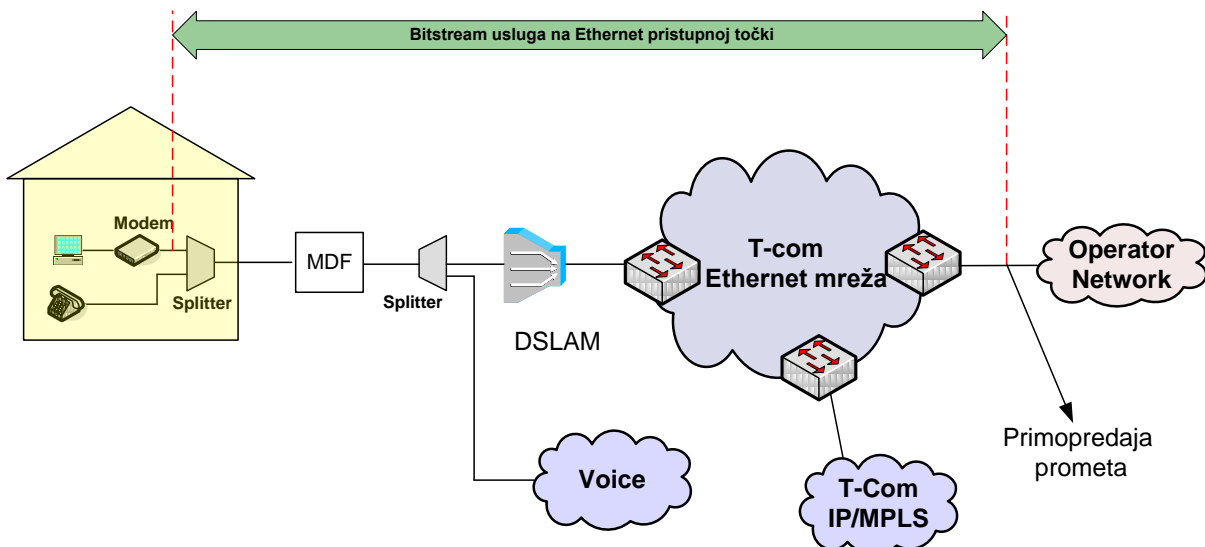 Bitstream usluga na Ethernet pristupnoj točki
Modem
Splitter
MDF
Splitter
DSLAM
T-com
Ethernet mreža
Operator
Network
Voice
T-Com
IP/MPLS
Primopredaja
prometa